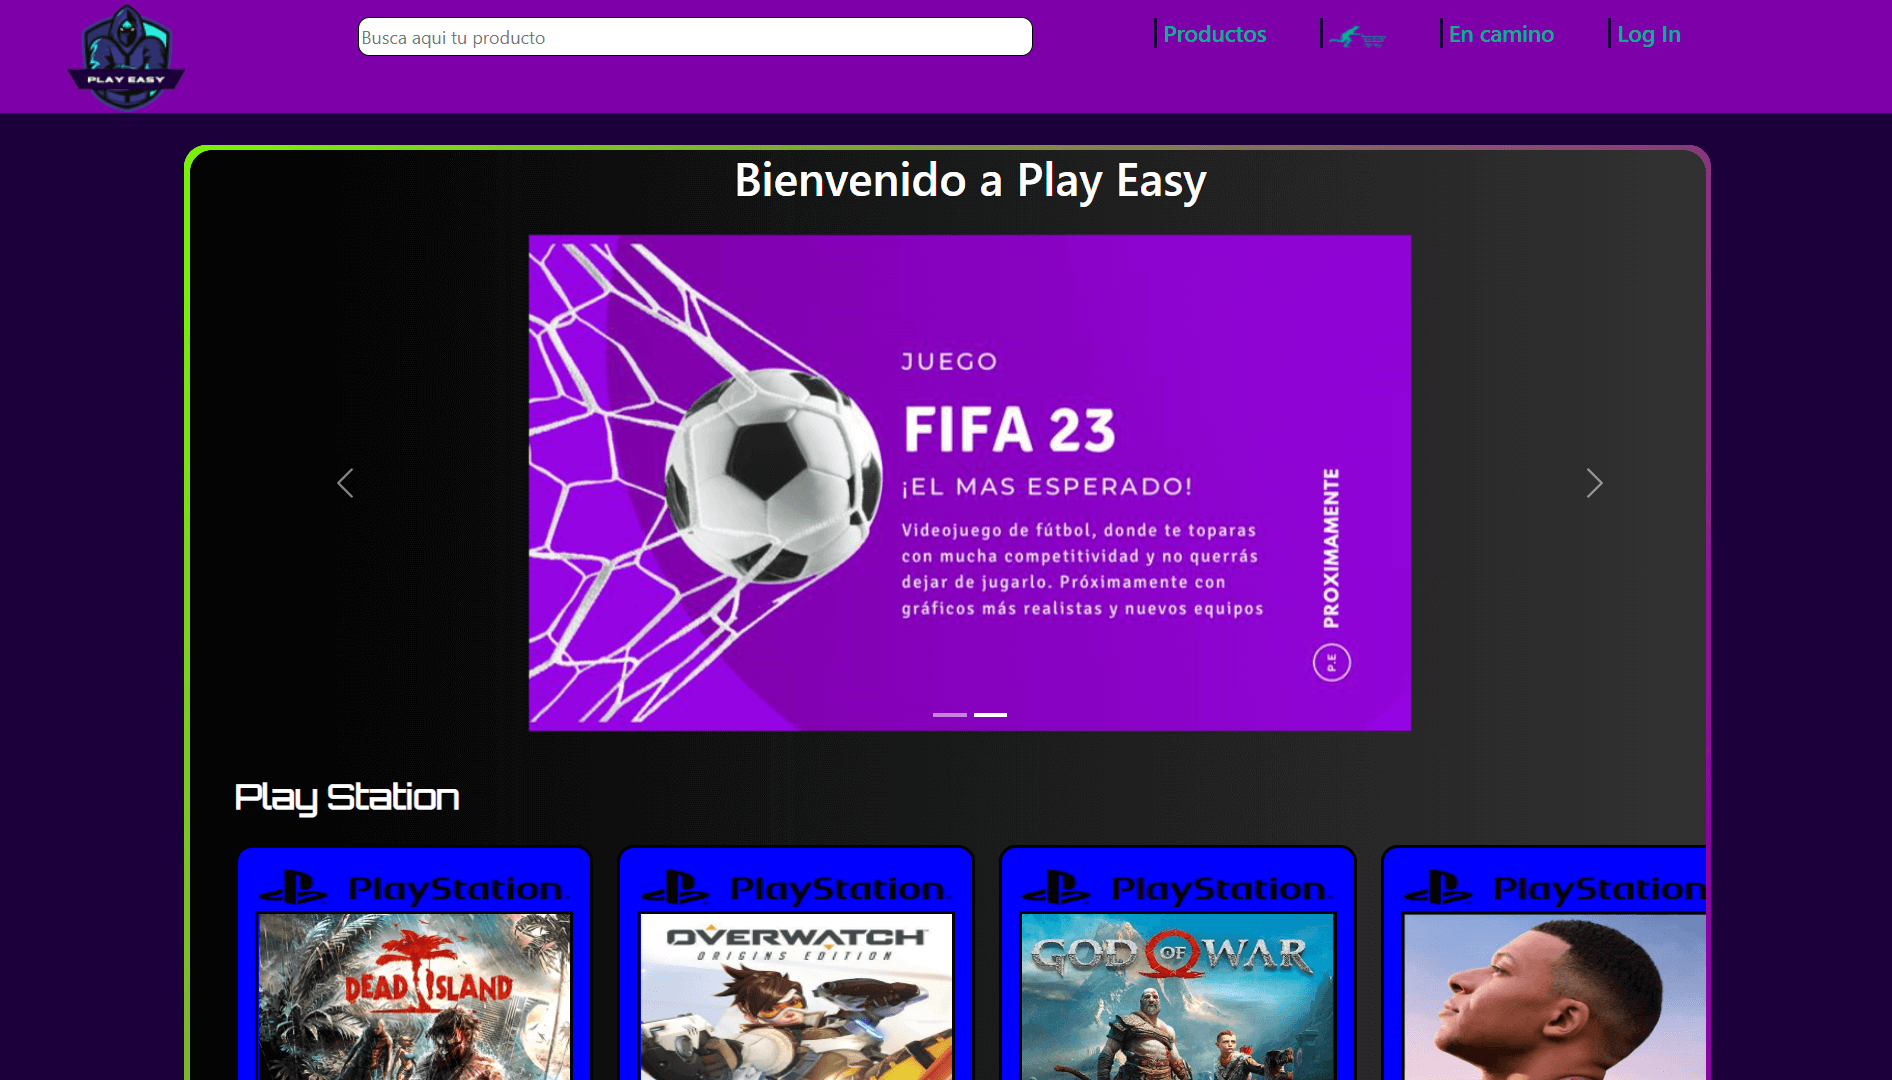 PLAY EASY
Busca aqui tu producto
Productos
En camino
Log In
Bienvenido a Play Easy
JUEGO
FIFA 23
¡EL MAS ESPERADO!
Videojuego de fútbol, donde te toparas
con mucha competitividad y no querrás
dejar de jugarlo. Próximamente con
gráficos más realistas y nuevos equipos
PROXIMAMENTE
P.E
Play Station
PlayStation
PlayStation
PlayStation
PlayStation
DEAD ISLAND
OVERWATCH
ORIGINS EDITION
GOD OF WAR